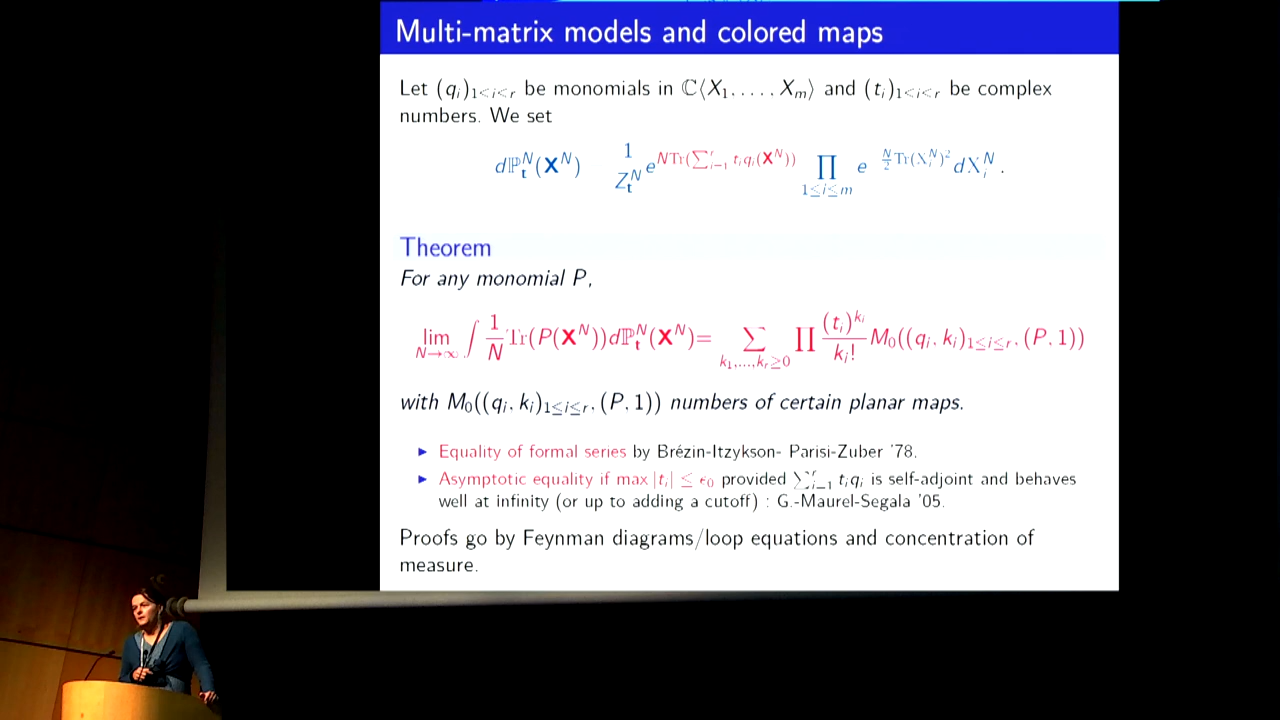 Multi-matrix models and colored maps
Let (qᵢ)₁<ᵢ<ᵣ be monomials in ℂ⟨X₁, . . . , Xₘ⟩ and (tᵢ)₁<ᵢ<ᵣ be complex
numbers. We set
dℙ_t^N(X^N) 1/Z_t^N e^{NTr(∑_{i=1}^r tᵢqᵢ(X^N))} ∏_{1≤i≤m} e^{N/2 Tr(X_i^N)²} dX_i^N .
Theorem
For any monomial P,
lim_{N→∞} ∫ 1/N Tr(P(X^N))dℙ_t^N(X^N)= ∑_{k₁,...,kᵣ≥0} ∏ (tᵢ)^{kᵢ}/kᵢ! M₀((qᵢ, kᵢ)₁≤ᵢ≤ᵣ, (P, 1))
with M₀((qᵢ, kᵢ)₁≤ᵢ≤ᵣ, (P, 1)) numbers of certain planar maps.
► Equality of formal series by Brézin-Itzykson- Parisi-Zuber '78.
► Asymptotic equality if max |tᵢ| ≤ ϵ₀ provided ∑_{i=1}^r tᵢqᵢ is self-adjoint and behaves
well at infinity (or up to adding a cutoff) : G.-Maurel-Segala '05.
Proofs go by Feynman diagrams/loop equations and concentration of
measure.